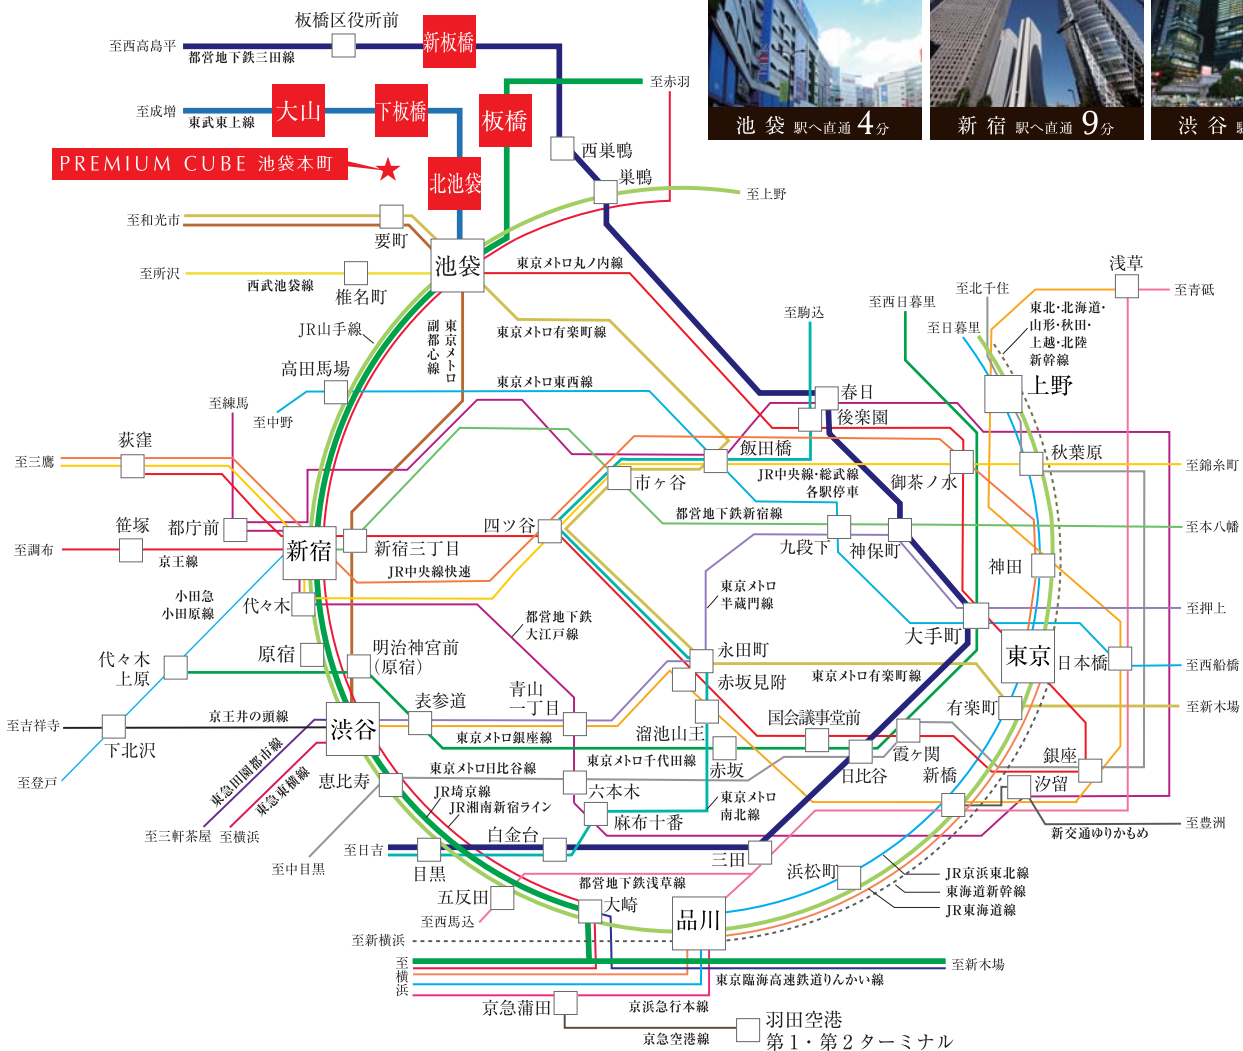 板橋区役所前
至西高島平
都営地下鉄三田線
新板橋
至成増
東武東上線
大山
下板橋
板橋
至赤羽
PREMIUM CUBE 池袋本町
北池袋
池袋 駅へ直通 4分
新宿 駅へ直通 9分
渋谷
西巣鴨
巣鴨
至上野
至和光市
要町
池袋
至所沢
西武池袋線
椎名町
東京メトロ丸ノ内線
JR山手線
東京メトロ
副都心線
東京メトロ有楽町線
高田馬場
東京メトロ東西線
至中野
至練馬
至駒込
至西日暮里
至北千住
至日暮里
浅草
至青砥
東北・北海道・
山形・秋田・
上越・北陸
新幹線
上野
春日
後楽園
荻窪
至三鷹
飯田橋
JR中央線・総武線
各駅停車
御茶ノ水
秋葉原
至錦糸町
市ヶ谷
笹塚
都庁前
至調布
京王線
新宿
新宿三丁目
JR中央線快速
四ツ谷
都営地下鉄新宿線
九段下
神保町
至本八幡
神田
小田急
小田原線
代々木
都営地下鉄
大江戸線
東京メトロ
半蔵門線
至押上
大手町
代々木
上原
原宿
明治神宮前
（原宿）
永田町
赤坂見附
東京メトロ有楽町線
東京
日本橋
至西船橋
至吉祥寺
京王井の頭線
下北沢
至登戸
渋谷
表参道
青山
一丁目
東京メトロ銀座線
溜池山王
赤坂
国会議事堂前
日比谷
霞ヶ関
有楽町
至新木場
新橋
銀座
汐留
東急田園都市線
東急東横線
至三軒茶屋
至横浜
恵比寿
東京メトロ日比谷線
東京メトロ千代田線
JR埼京線
JR湘南新宿ライン
六本木
麻布十番
東京メトロ
南北線
新交通ゆりかもめ
至豊洲
至中目黒
至日吉
目黒
白金台
三田
浜松町
都営地下鉄浅草線
五反田
至西馬込
大崎
品川
JR京浜東北線
東海道新幹線
JR東海道線
至新横浜
至横浜
至新木場
東京臨海高速鉄道りんかい線
京急蒲田
京浜急行本線
京急空港線
羽田空港
第1・第2ターミナル